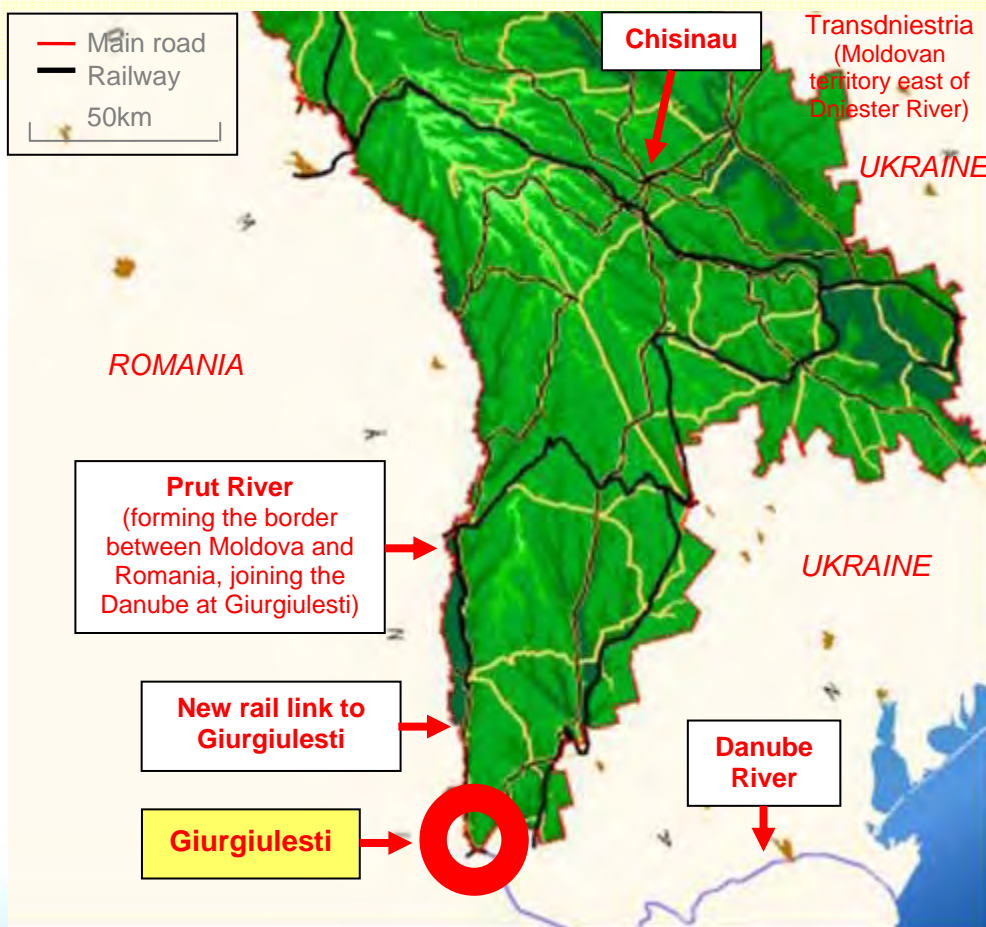 Main road
Railway
50km
Chisinau
Transdniestria
(Moldovan
territory east of
Dniester River)
UKRAINE
ROMANIA
Prut River
(forming the border
between Moldova and
Romania, joining the
Danube at Giurgiulesti)
UKRAINE
New rail link to
Giurgiulesti
Danube
River
Giurgiulesti